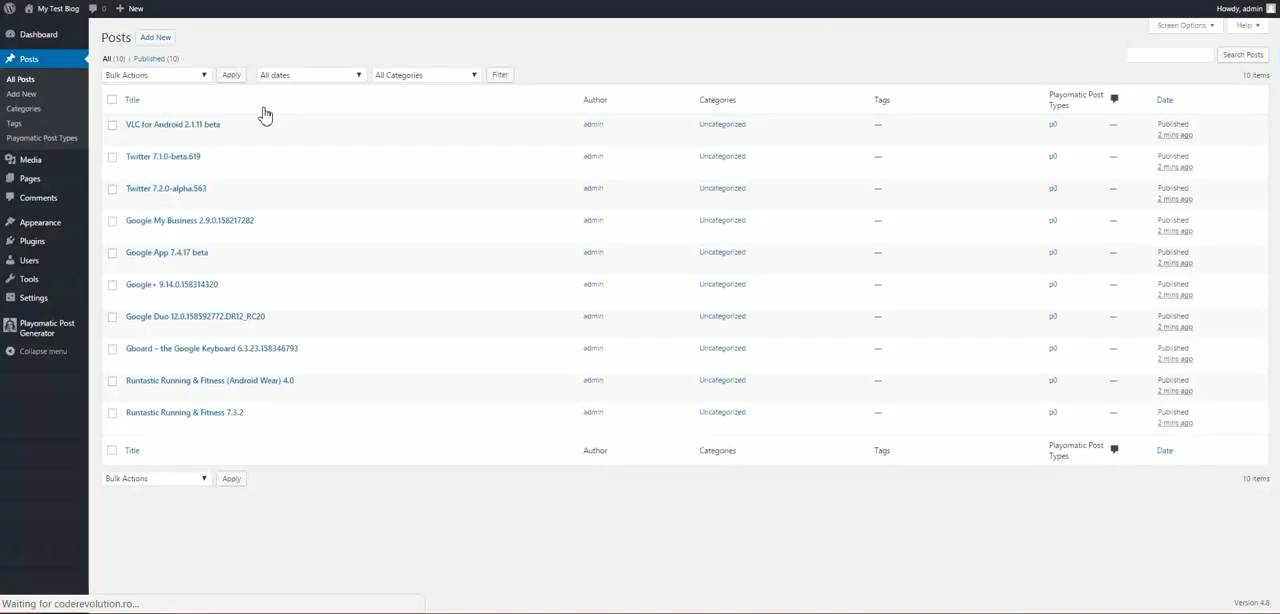 My Test Blog 0 + New Howdy, admin
Dashboard
Posts
All Posts
Add New
Categories
Tags
Playomatic Post Types
Media
Pages
Comments
Appearance
Plugins
Users
Tools
Settings
Playomatic Post
Generator
Collapse menu
Screen Options ▼ Help ▼
Posts Add New
All (10) | Published (10)
Search Posts
Bulk Actions ▼ Apply All dates ▼ All Categories ▼ Filter 10 items
Title Author Categories Tags Playomatic Post Types Date
VLC for Android 2.1.11 beta admin Uncategorized — p0 — Published
2 mins ago
Twitter 7.1.0-beta.619 admin Uncategorized — p0 — Published
2 mins ago
Twitter 7.2.0-alpha.563 admin Uncategorized — p0 — Published
2 mins ago
Google My Business 2.9.0.158217282 admin Uncategorized — p0 — Published
2 mins ago
Google App 7.4.17 beta admin Uncategorized — p0 — Published
2 mins ago
Google+ 9.14.0.158314320 admin Uncategorized — p0 — Published
2 mins ago
Google Duo 12.0.158592772.DR12_RC20 admin Uncategorized — p0 — Published
2 mins ago
Gboard – the Google Keyboard 6.3.23.158346793 admin Uncategorized — p0 — Published
2 mins ago
Runtastic Running & Fitness (Android Wear) 4.0 admin Uncategorized — p0 — Published
2 mins ago
Runtastic Running & Fitness 7.3.2 admin Uncategorized — p0 — Published
2 mins ago
Title Author Categories Tags Playomatic Post Types Date
Bulk Actions ▼ Apply 10 items
Waiting for coderevolution.ro...
Version 4.8